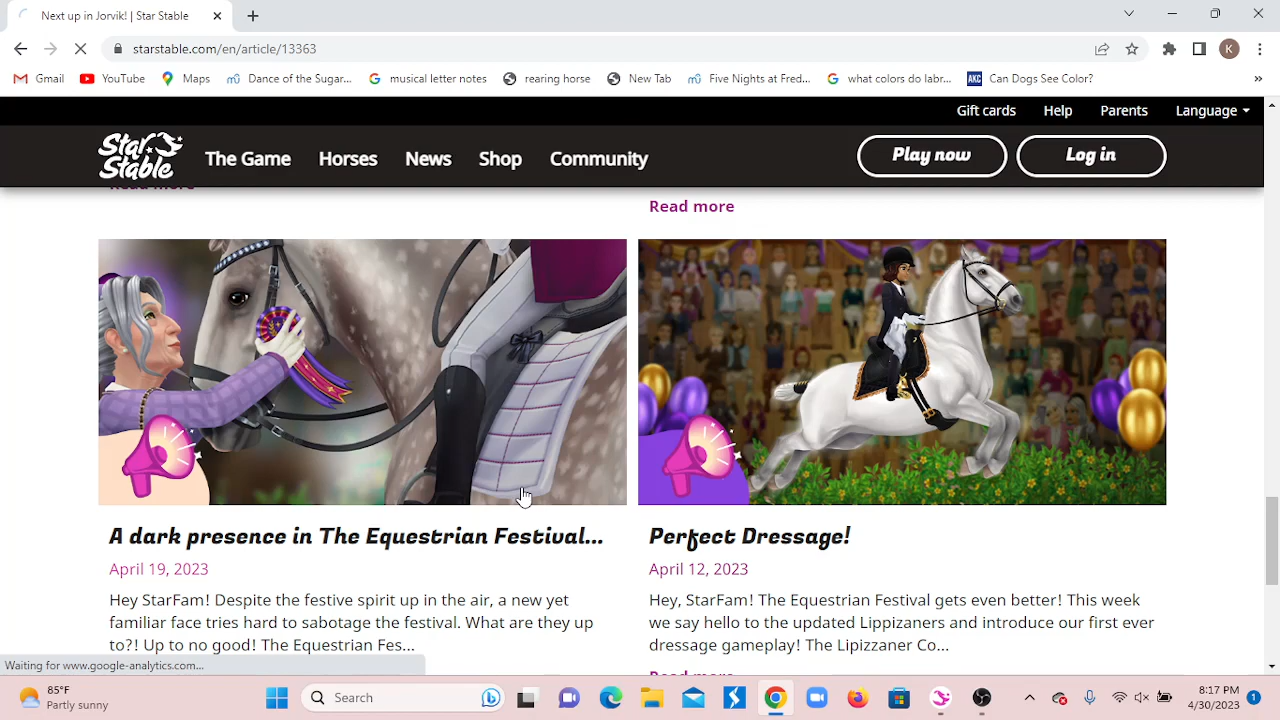 Next up in Jorvik! | Star Stable
starstable.com/en/article/13363
K
Gmail
YouTube
Maps
Dance of the Sugar...
musical letter notes
rearing horse
New Tab
Five Nights at Fred...
what colors do labr...
AKC
Can Dogs See Color?
»
Gift cards
Help
Parents
Language
Star Stable
The Game
Horses
News
Shop
Community
Play now
Log in
Read more
Read more
A dark presence in The Equestrian Festival...
April 19, 2023
Hey StarFam! Despite the festive spirit up in the air, a new yet
familiar face tries hard to sabotage the festival. What are they up
to?! Up to no good! The Equestrian Fes...
Perfect Dressage!
April 12, 2023
Hey, StarFam! The Equestrian Festival gets even better! This week
we say hello to the updated Lippizaners and introduce our first ever
dressage gameplay! The Lipizzaner Co...
Read more
Waiting for www.google-analytics.com...
85°F
Partly sunny
Search
8:17 PM
4/30/2023
1